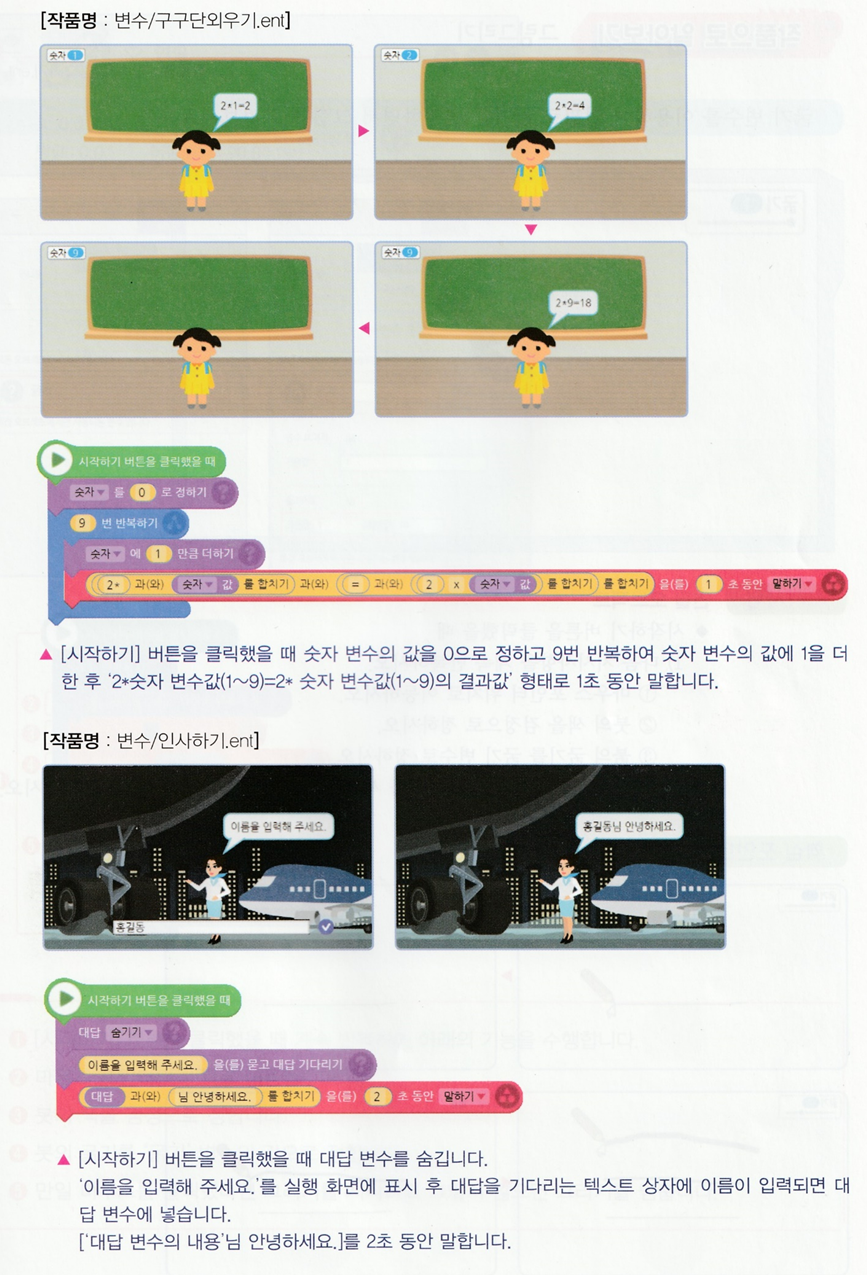 [작품명 : 변수/구구단외우기.ent]
숫자 1
2*1=2
숫자 2
2*2=4
숫자 9
숫자 9
2*9=18
시작하기 버튼을 클릭했을 때
숫자 ▼ 를 0 로 정하기
9 번 반복하기
숫자 ▼ 에 1 만큼 더하기
2* 과(와) 숫자 ▼ 값 를 합치기 과(와) = 과(와) 2 x 숫자 ▼ 값 를 합치기 를 합치기 을(를) 1 초 동안 말하기 ▼
▲ [시작하기] 버튼을 클릭했을 때 숫자 변수의 값을 0으로 정하고 9번 반복하여 숫자 변수의 값에 1을 더
한 후 ‘2*숫자 변수값(1~9)=2* 숫자 변수값(1~9)의 결과값’ 형태로 1초 동안 말합니다.
[작품명 : 변수/인사하기.ent]
이름을 입력해 주세요.
홍길동
홍길동님 안녕하세요.
시작하기 버튼을 클릭했을 때
대답 숨기기 ▼
이름을 입력해 주세요. 을(를) 묻고 대답 기다리기
대답 과(와) 님 안녕하세요. 를 합치기 을(를) 2 초 동안 말하기 ▼
▲ [시작하기] 버튼을 클릭했을 때 대답 변수를 숨깁니다.
‘이름을 입력해 주세요.’를 실행 화면에 표시 후 대답을 기다리는 텍스트 상자에 이름이 입력되면 대
답 변수에 넣습니다.
[‘대답 변수의 내용’님 안녕하세요.]를 2초 동안 말합니다.